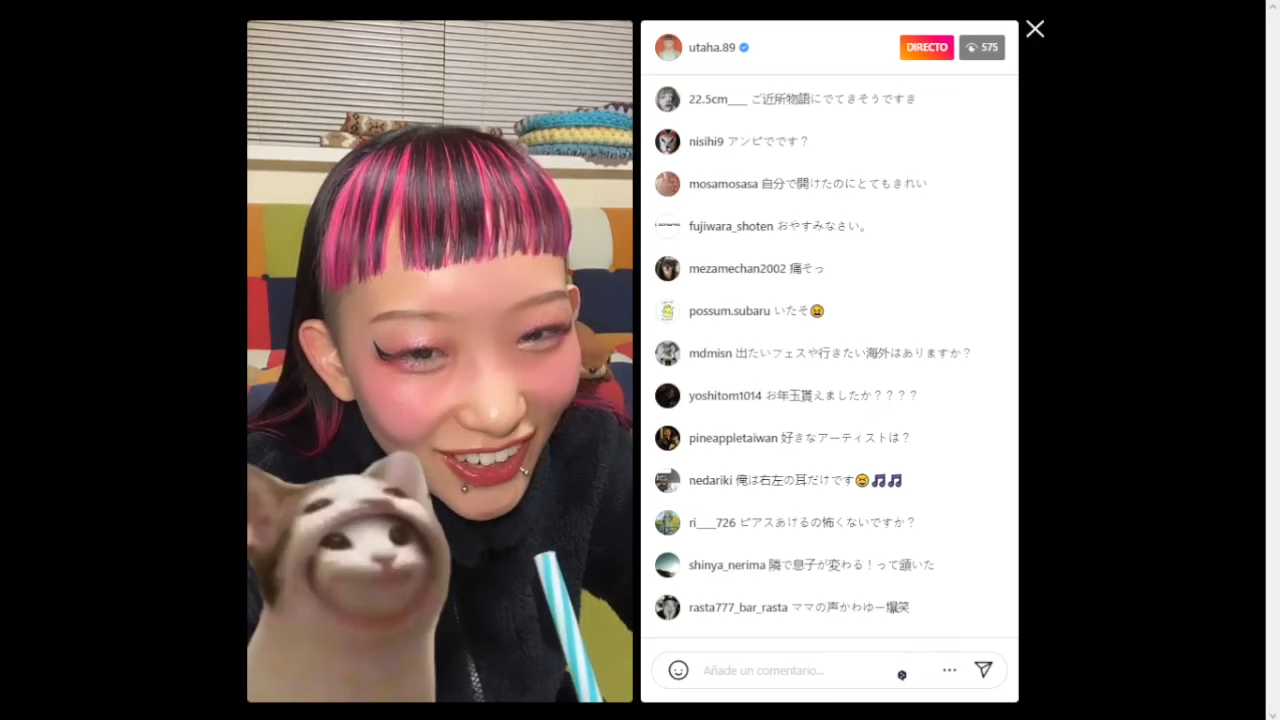 utaha.89
DIRECTO
575
22.5cm___ ご近所物語にでてきそうですき
nisihi9 アンビでです？
mosamosasa 自分で開けたのにとてもきれい
fujiwara_shoten おやすみなさい。
mezamechan2002 痛そっ
possum.subaru いたそ😫
mdmisn 出たいフェスや行きたい海外はありますか？
yoshitom1014 お年玉貰えましたか？？？？
pineappletaiwan 好きなアーティストは？
nedariki 俺は右左の耳だけです😆🎵🎵
ri___726 ピアスあけるの怖くないですか？
shinya_nerima 隣で息子が変わる！って頷いた
rasta777_bar_rasta ママの声かわゆー爆笑
Añade un comentario...